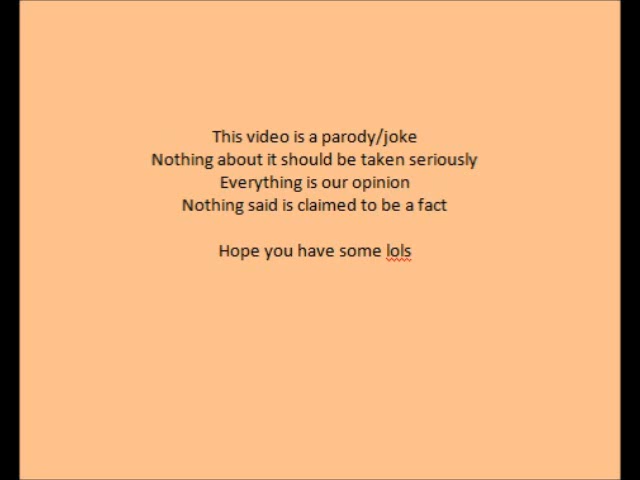 This video is a parody/joke
Nothing about it should be taken seriously
Everything is our opinion
Nothing said is claimed to be a fact
Hope you have some lols